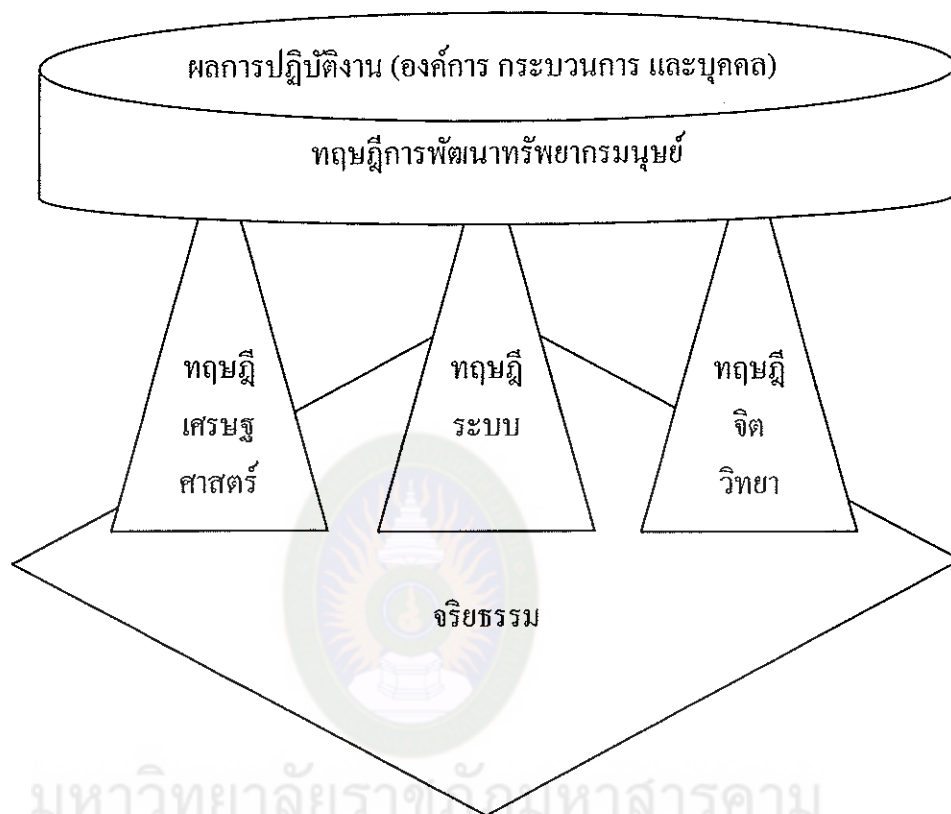 ผลการปฏิบัติงาน (องค์การ กระบวนการ และบุคคล)
ทฤษฎีการพัฒนาทรัพยากรมนุษย์
ทฤษฎี
เศรษฐ
ศาสตร์
ทฤษฎี
ระบบ
ทฤษฎี
จิต
วิทยา
จริยธรรม
มหาวิทยาลัยราชภัฏมหาสารคาม